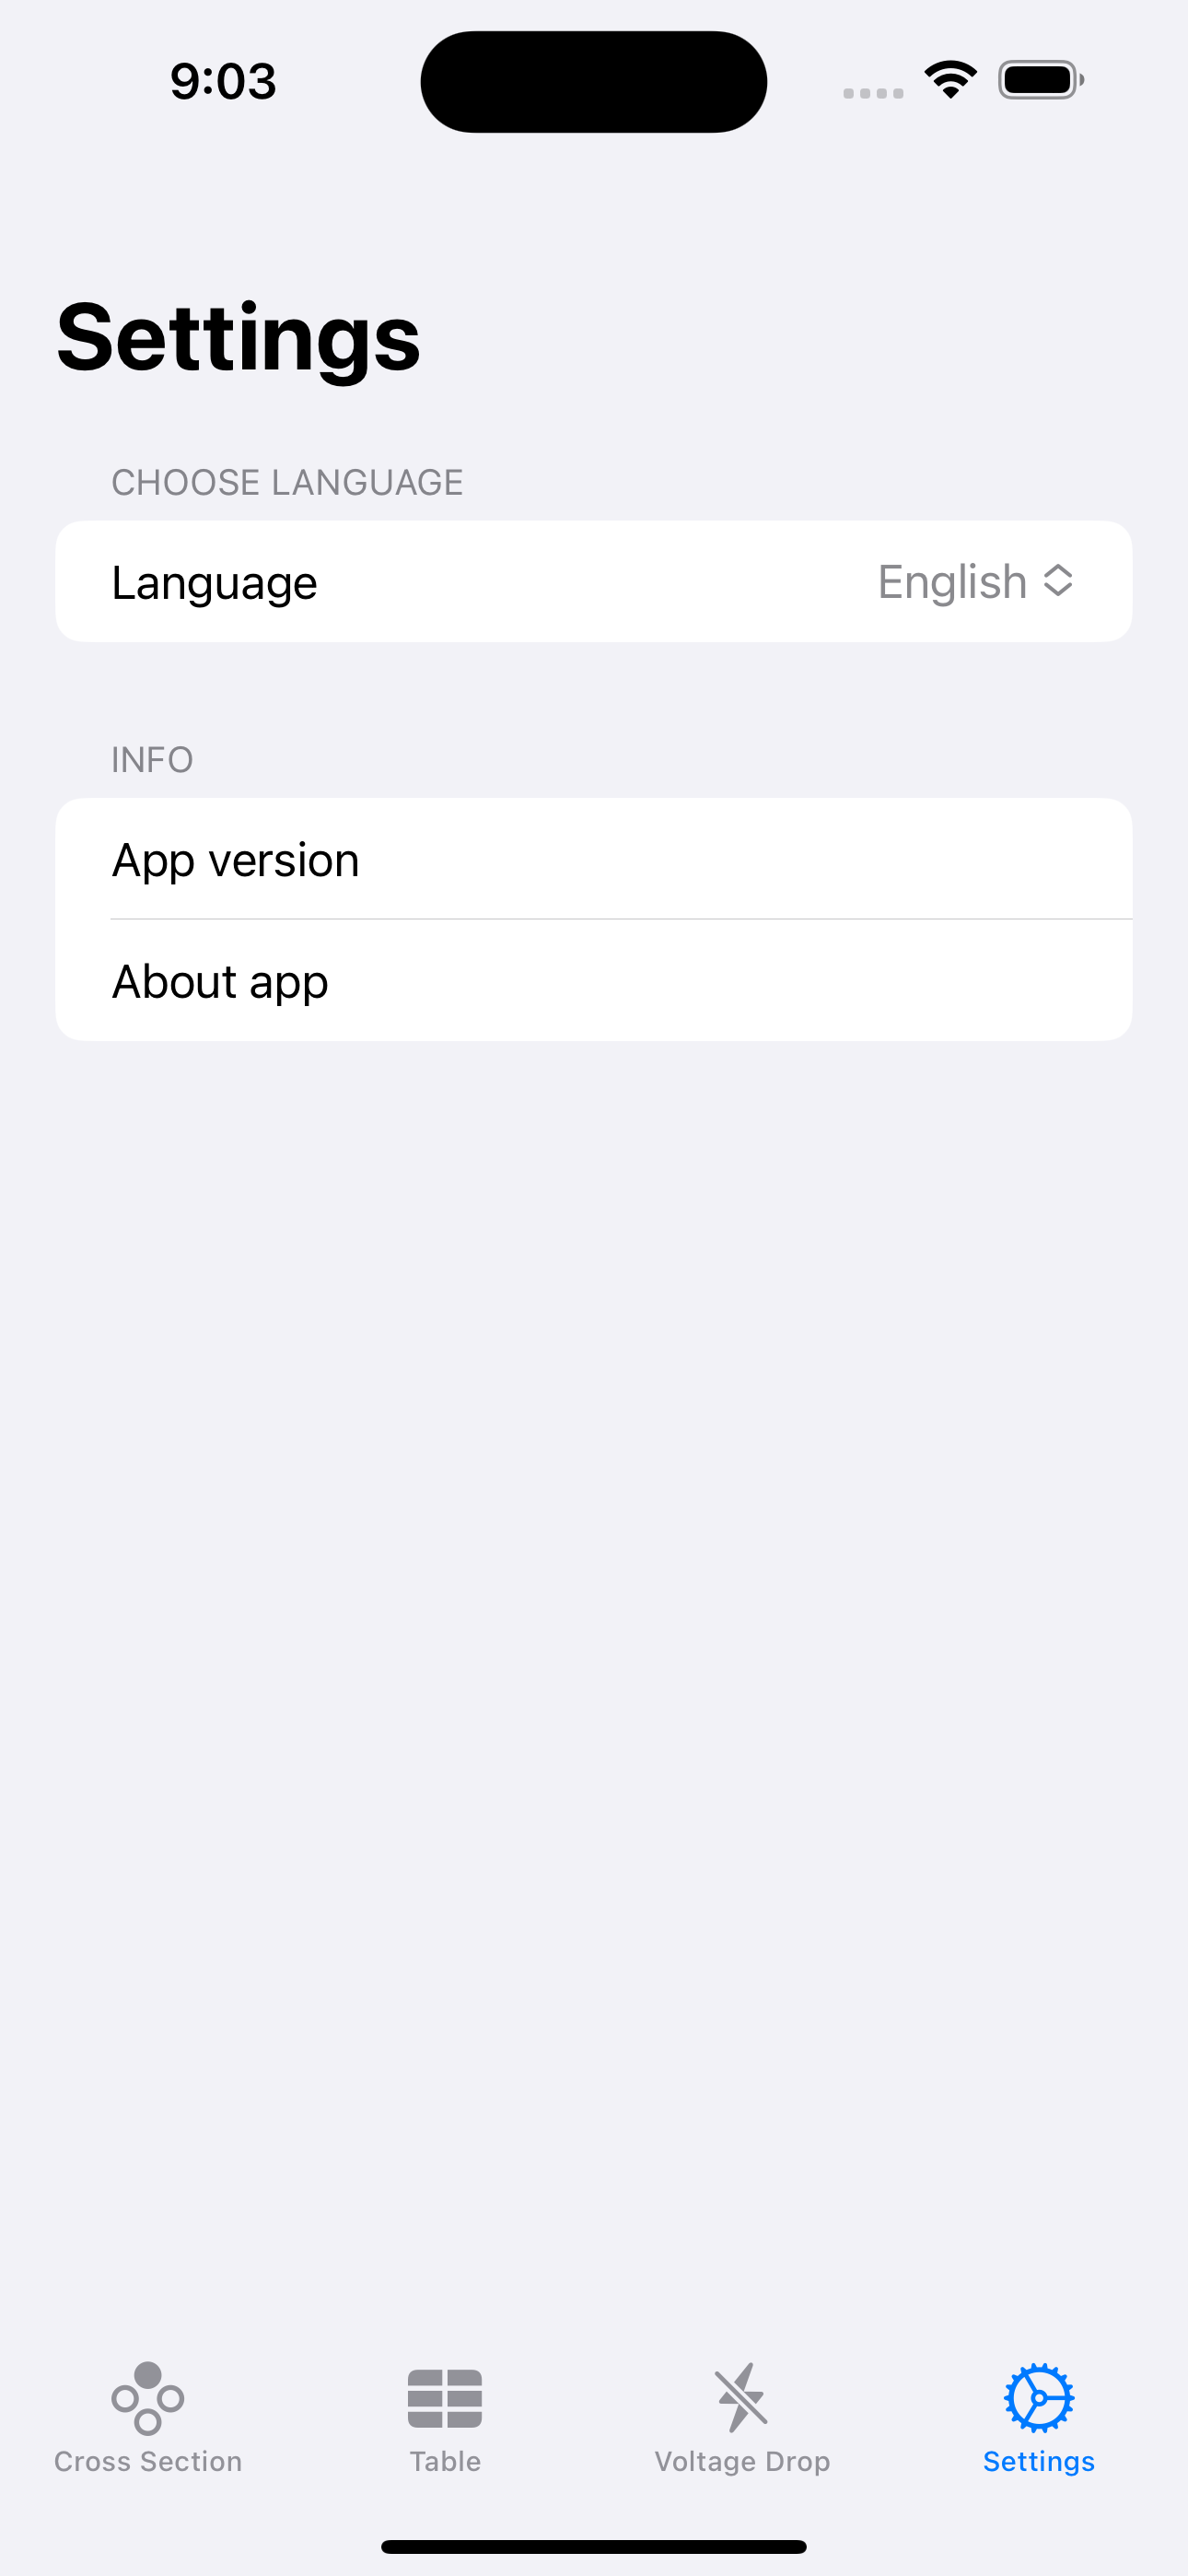 9:03
Settings
CHOOSE LANGUAGE
Language English
INFO
App version
About app
Cross Section Table Voltage Drop Settings